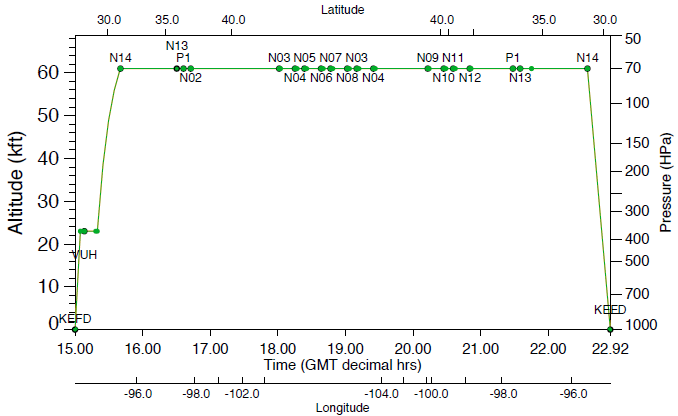 Latitude
30.0 35.0 40.0 40.0 35.0 30.0
N13
N14 P1 N03 N05 N07 N03 N09 N11 P1 N14
N02 N04 N06 N08 N04 N10 N12 N13
60
50
40
30
20
10
0
Altitude (kft)
VUH
KEFD
KEFD
50
70
100
150
200
300
400
500
700
1000
Pressure (HPa)
15.00 16.00 17.00 18.00 19.00 20.00 21.00 22.00 22.92
Time (GMT decimal hrs)
-96.0 -98.0 -102.0 -104.0 -100.0 -98.0 -96.0
Longitude